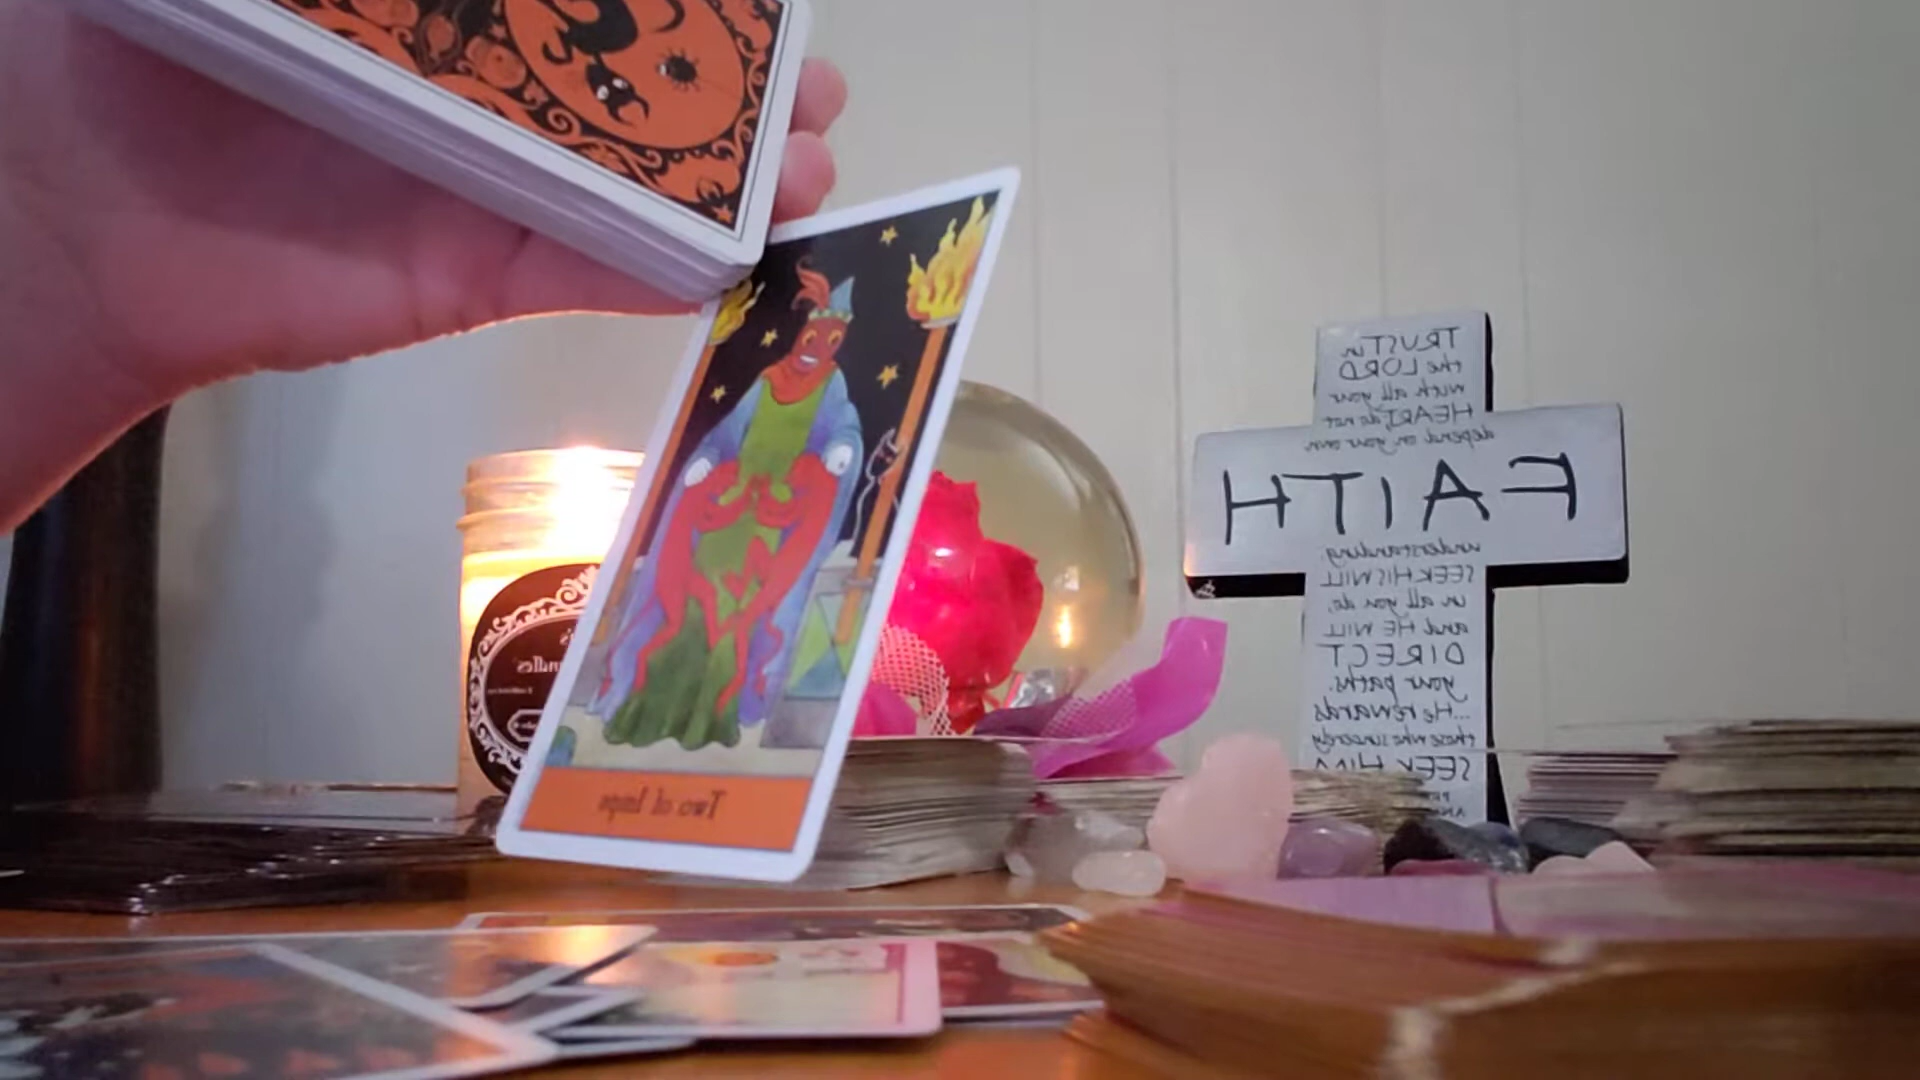 Two of Imps
TRUST in
the LORD
with all your
HEART, do not
depend on your own
FAITH
understanding.
SEEK HIS WILL
in all you do,
and HE WILL
DIRECT
your paths.
...He rewards
those who sincerely
SEEK HIM